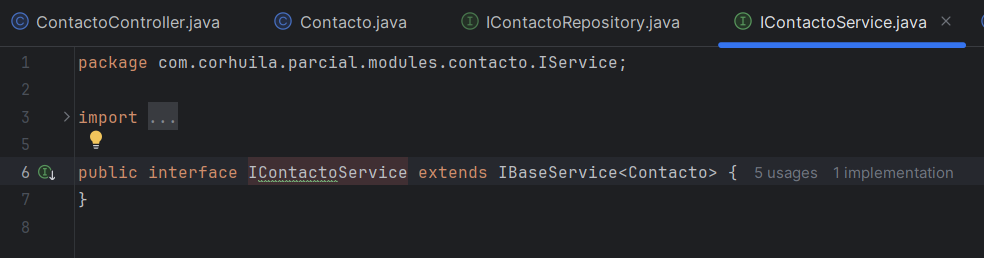 ContactoController.java Contacto.java IContactoRepository.java IContactoService.java
1 package com.corhuila.parcial.modules.contacto.IService;
2
3 import ...
5
6 public interface IContactoService extends IBaseService<Contacto> { 5 usages 1 implementation
7 }
8